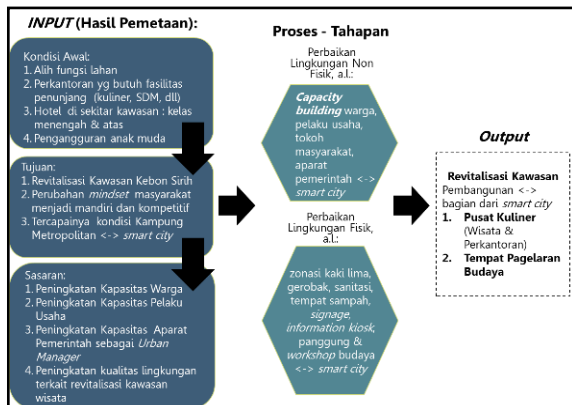 INPUT (Hasil Pemetaan):
Kondisi Awal:
1. Alih fungsi lahan
2. Perkantoran yg butuh fasilitas
penunjang (kuliner, SDM, dll)
3. Hotel di sekitar kawasan : kelas
menengah & atas
4. Pengangguran anak muda
Tujuan:
1. Revitalisasi Kawasan Kebon Sirih
2. Perubahan mindset masyarakat
menjadi mandiri dan kompetitif
3. Tercapainya kondisi Kampung
Metropolitan <-> smart city
Sasaran:
1. Peningkatan Kapasitas Warga
2. Peningkatan Kapasitas Pelaku
Usaha
3. Peningkatan Kapasitas Aparat
Pemerintah sebagai Urban
Manager
4. Peningkatan kualitas lingkungan
terkait revitalisasi kawasan
wisata
Proses - Tahapan
Perbaikan
Lingkungan Non
Fisik, a.l.:
Capacity
building warga,
pelaku usaha,
tokoh
masyarakat,
aparat
pemerintah <->
smart city
Perbaikan
Lingkungan Fisik,
a.l.:
zonasi kaki lima,
gerobak, sanitasi,
tempat sampah,
signage,
information kiosk,
panggung &
workshop budaya
<-> smart city
Output
Revitalisasi Kawasan
Pembangunan <->
bagian dari smart city
1. Pusat Kuliner
(Wisata &
Perkantoran)
2. Tempat Pagelaran
Budaya